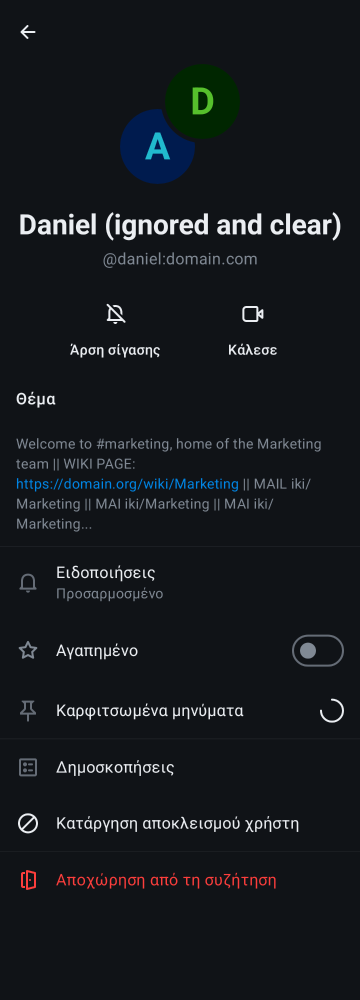 D
A
Daniel (ignored and clear)
@daniel:domain.com
Άρση σίγασης
Κάλεσε
Θέμα
Welcome to #marketing, home of the Marketing
team || WIKI PAGE:
https://domain.org/wiki/Marketing || MAIL iki/
Marketing || MAI iki/Marketing || MAI iki/
Marketing...
Ειδοποιήσεις
Προσαρμοσμένο
Αγαπημένο
Καρφιτσωμένα μηνύματα
Δημοσκοπήσεις
Κατάργηση αποκλεισμού χρήστη
Αποχώρηση από τη συζήτηση